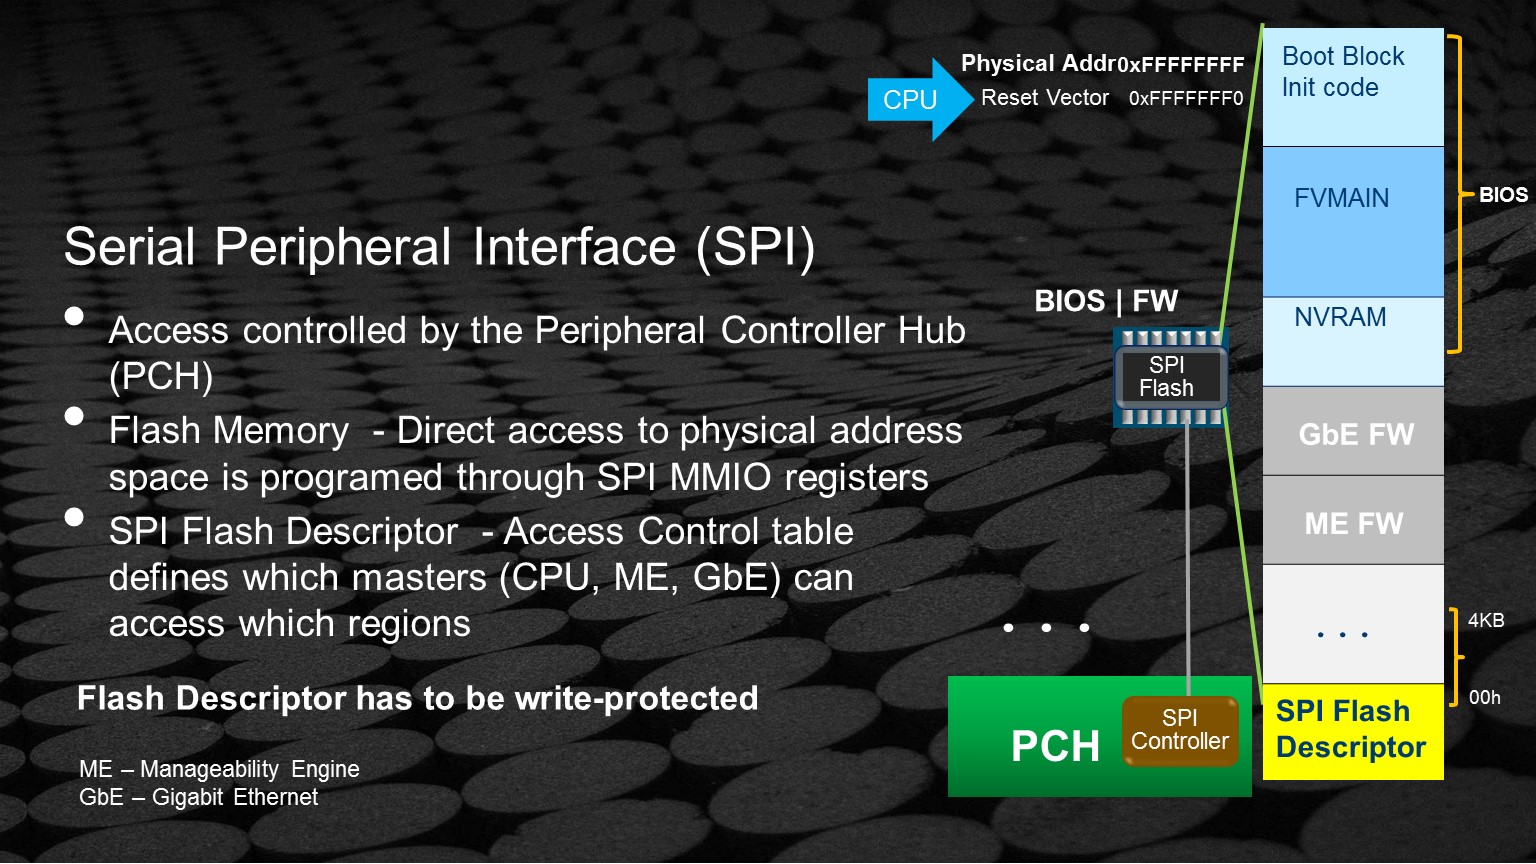 Physical Addr 0xFFFFFFFF
CPU
Reset Vector 0xFFFFFFF0
Serial Peripheral Interface (SPI)
• Access controlled by the Peripheral Controller Hub
(PCH)
• Flash Memory - Direct access to physical address
space is programed through SPI MMIO registers
• SPI Flash Descriptor - Access Control table
defines which masters (CPU, ME, GbE) can
access which regions
Flash Descriptor has to be write-protected
ME – Manageability Engine
GbE – Gigabit Ethernet
BIOS | FW
SPI
Flash
. . .
PCH
SPI
Controller
Boot Block
Init code
FVMAIN
NVRAM
BIOS
GbE FW
ME FW
. . .
4KB
00h
SPI Flash
Descriptor